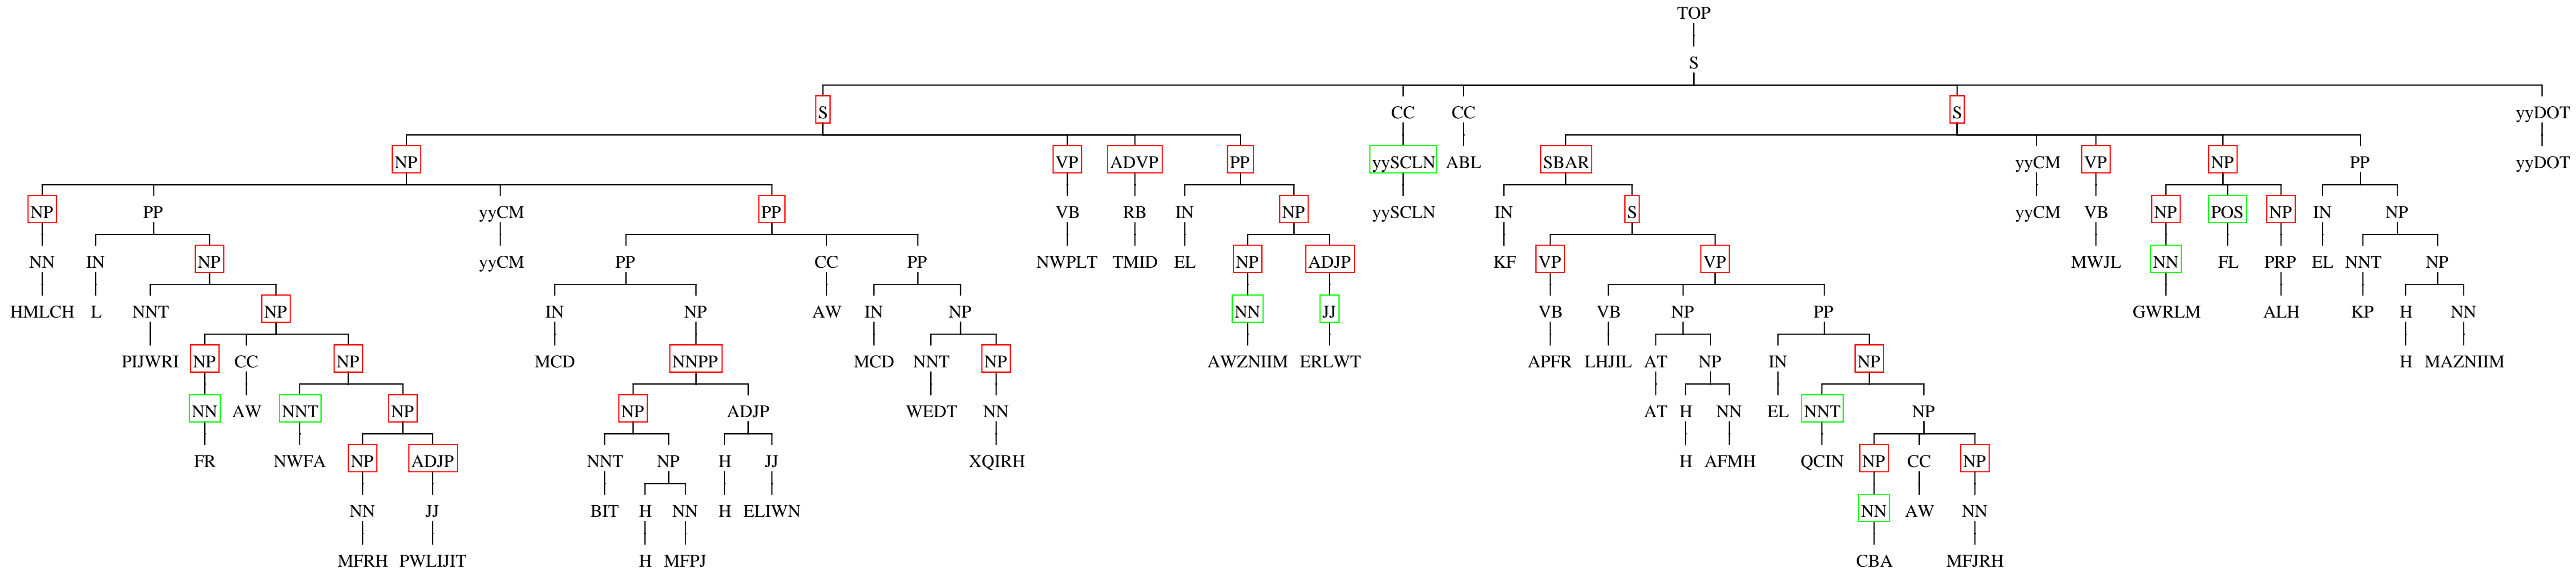 TOP
S
S CC CC S yyDOT
NP VP ADVP PP yySCLN ABL SBAR yyCM VP NP PP yyDOT
NP PP yyCM PP VB RB IN NP yySCLN IN S yyCM VB NP POS NP IN NP
NN IN NP yyCM PP CC PP NWPLT TMID EL NP ADJP KF VP VP MWJL NN FL PRP EL NNT NP
HMLCH L NNT NP IN NP AW IN NP NN JJ VB VB NP PP GWRLM ALH KP H NN
PIJWRI NP CC NP MCD NNPP MCD NNT NP AWZNIIM ERLWT APFR LHJIL AT NP IN NP H MAZNIIM
NN AW NNT NP NP ADJP WEDT NN AT H NN EL NNT NP
FR NWFA NP ADJP NNT NP H JJ XQIRH H AFMH QCIN NP CC NP
NN JJ BIT H NN H ELIWN NN AW NN
MFRH PWLIJIT H MFPJ CBA MFJRH